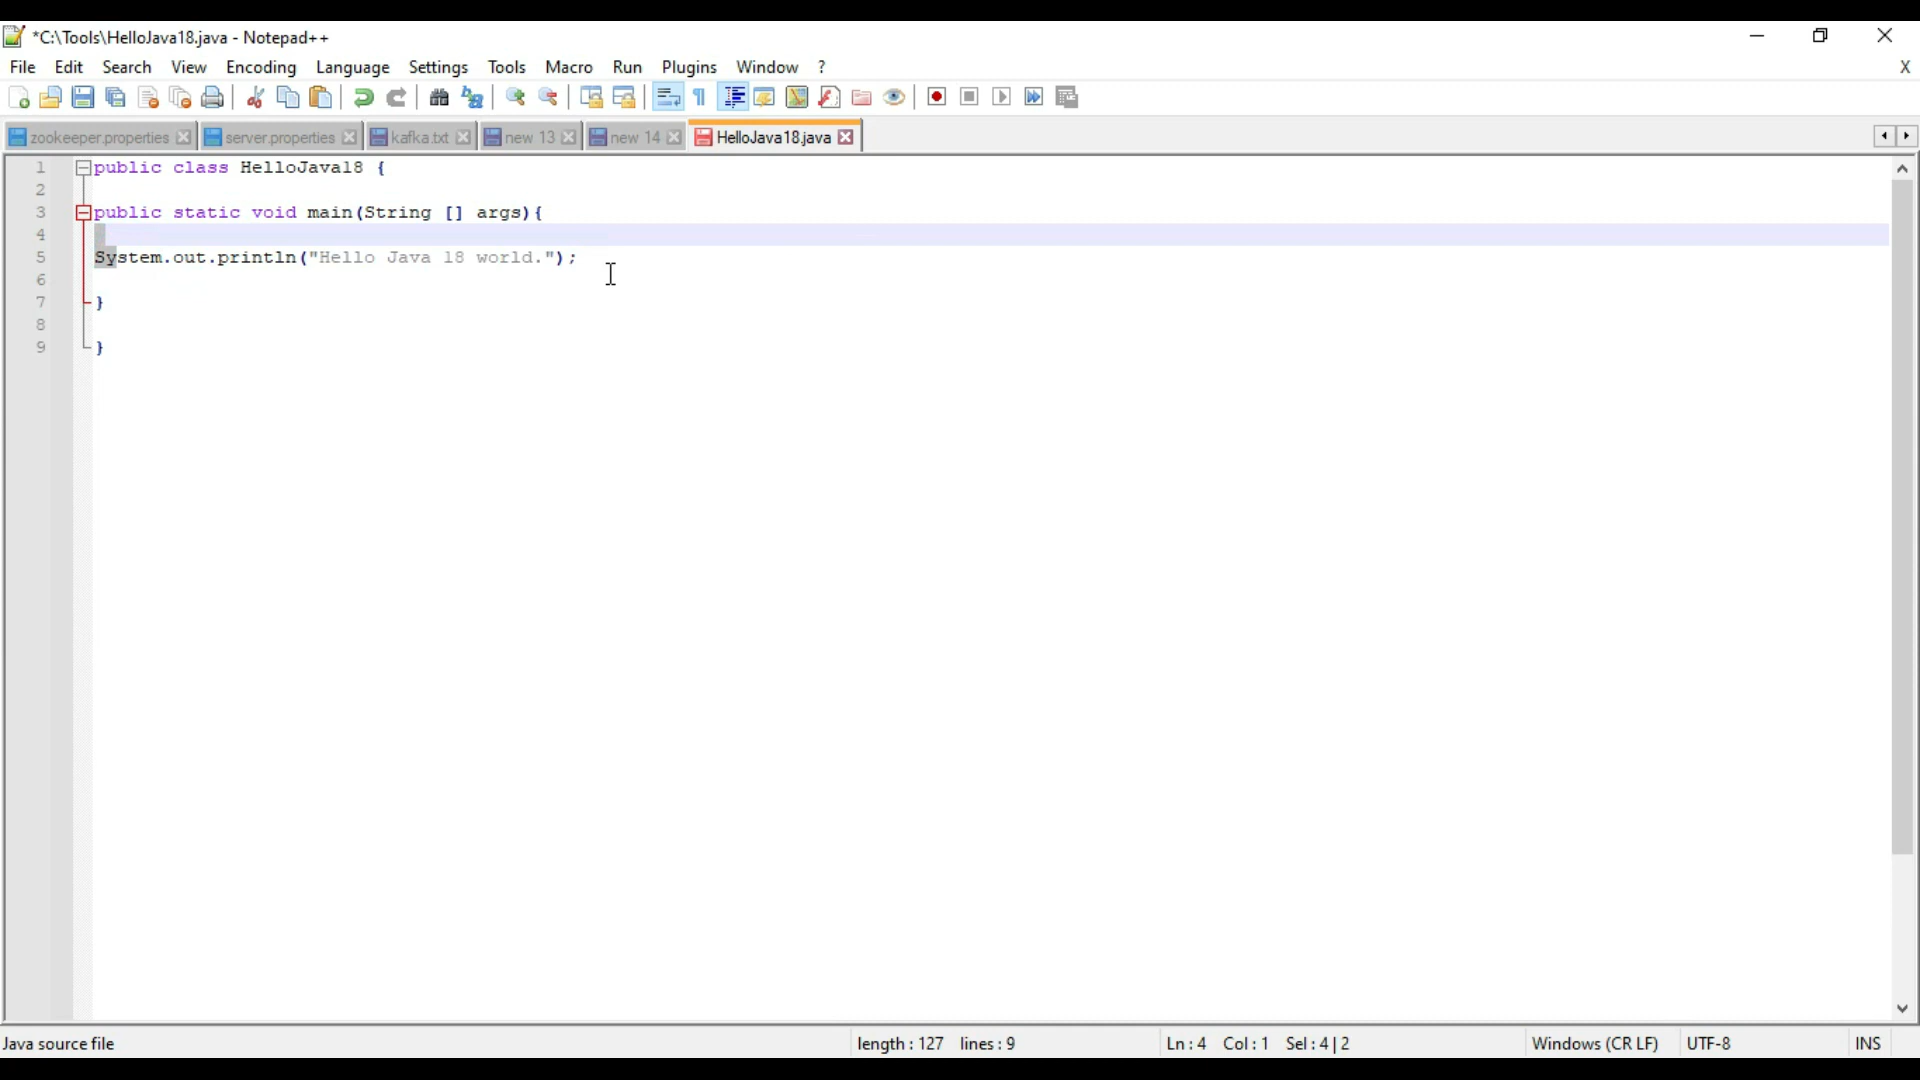 *C:\Tools\HelloJava18.java - Notepad++
File Edit Search View Encoding Language Settings Tools Macro Run Plugins Window ? X
zookeeper.properties server.properties kafka.txt new 13 new 14 HelloJava18.java
1 public class HelloJava18 {
2
3 public static void main(String [] args){
4
5 System.out.println("Hello Java 18 world.");
6
7 }
8
9 }
Java source file length : 127 lines : 9 Ln : 4 Col : 1 Sel : 4 | 2 Windows (CR LF) UTF-8 INS